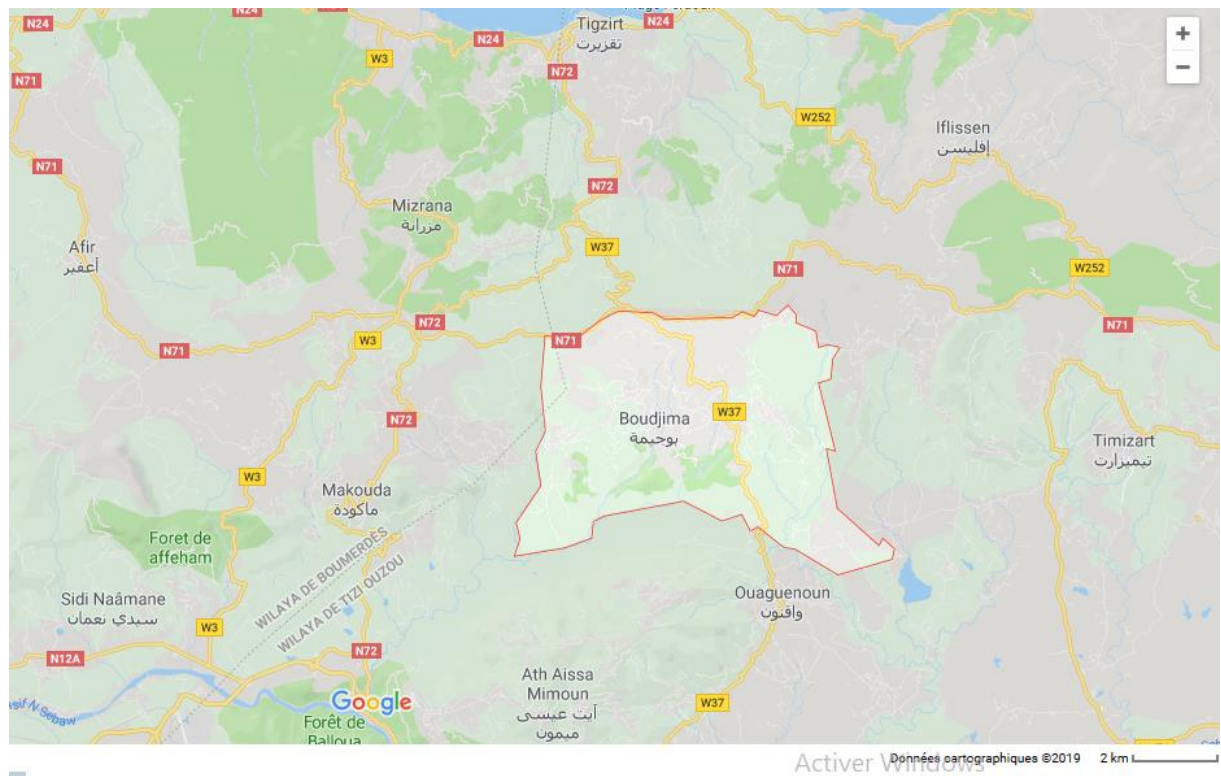 N24
N24
N24
N24
Tigzirt
تقزيرت
W3
N71
N72
W252
Iflissen
إفليسن
N71
N72
Mizrana
مزرانة
Afir
أعفير
W37
N71
W252
N72
N71
N71
W3
N71
Boudjima
بوجيمة
W37
N72
Timizart
تيميزارت
W3
Makouda
ماكودة
Foret de
affeham
WILAYA DE BOUMERDÈS
WILAYA DE TIZI OUZOU
Sidi Naâmane
سيدي نعمان
Ouaguenoun
واقنون
W3
N12A
N72
Ath Aissa
Mimoun
آيت عيسى
ميمون
W37
Google
Forêt de
Balloua
N Sebaw
Activer Windows
Données cartographiques ©2019
2 km
+
−